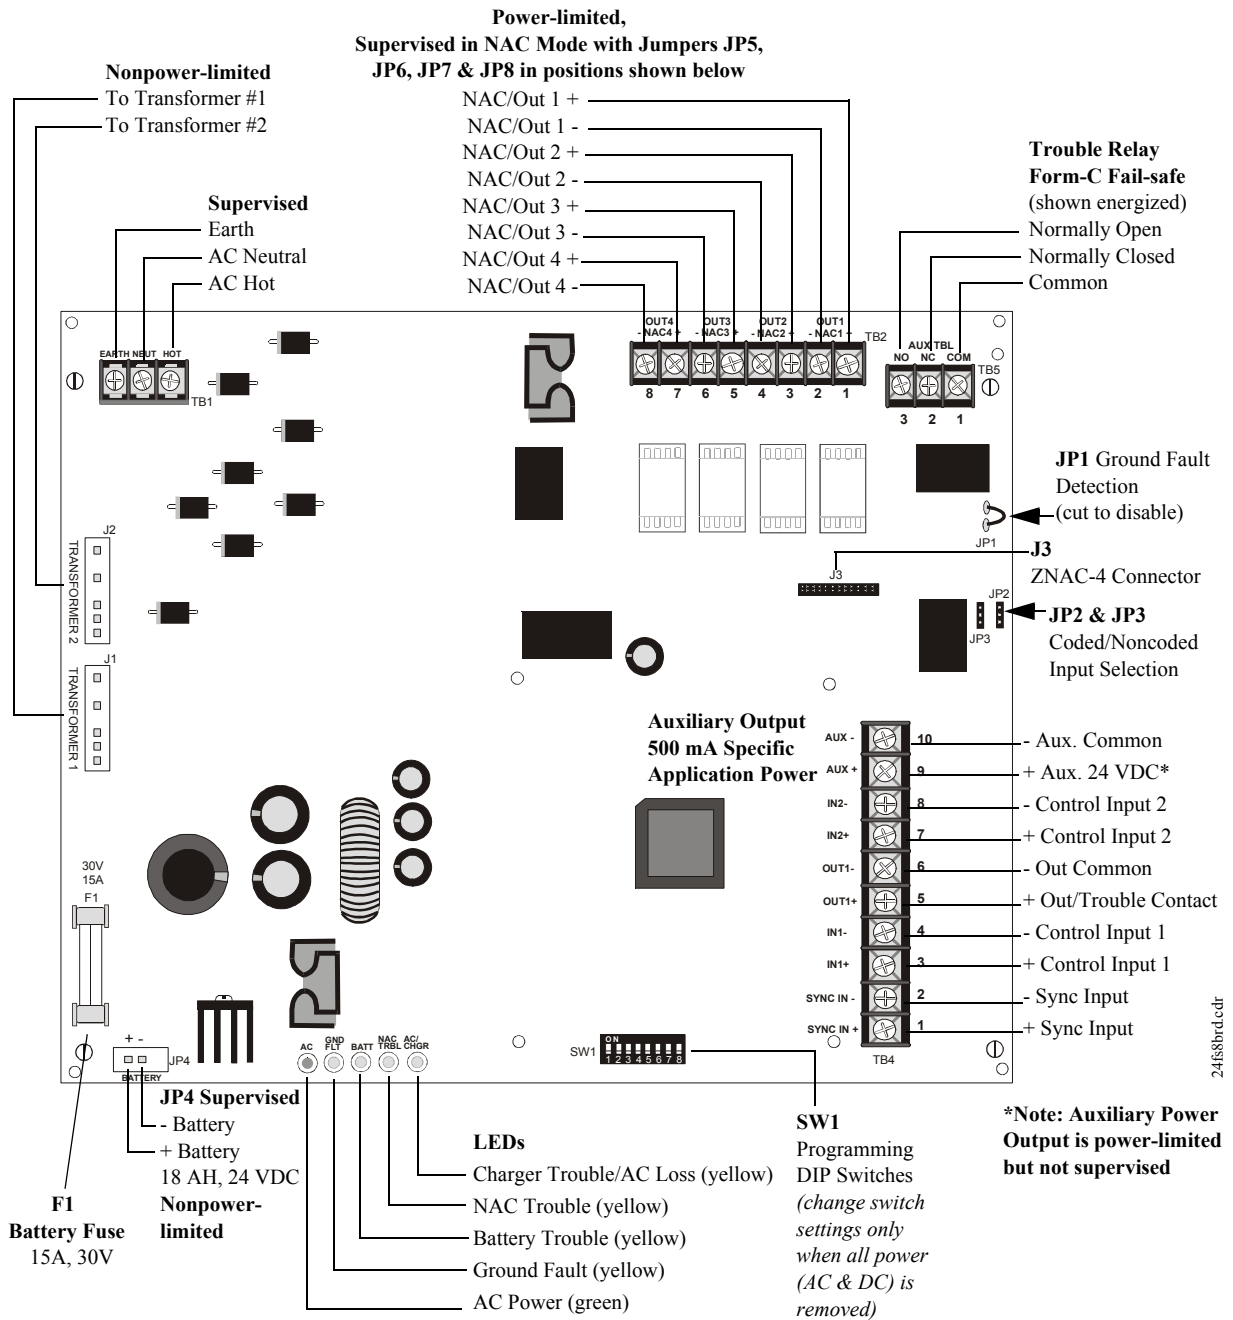 Power-limited,
Supervised in NAC Mode with Jumpers JP5,
JP6, JP7 & JP8 in positions shown below
Nonpower-limited
To Transformer #1
To Transformer #2
NAC/Out 1 +
NAC/Out 1 -
NAC/Out 2 +
NAC/Out 2 -
NAC/Out 3 +
NAC/Out 3 -
NAC/Out 4 +
NAC/Out 4 -
Trouble Relay
Form-C Fail-safe
(shown energized)
Normally Open
Normally Closed
Common
Supervised
Earth
AC Neutral
AC Hot
EARTH NEUT HOT
TB1
OUT4 OUT3 OUT2 OUT1
- NAC4 + - NAC3 + - NAC2 + - NAC1 +
TB2
8 7 6 5 4 3 2 1
AUX TBL
NO NC COM
TB5
3 2 1
JP1 Ground Fault
Detection
(cut to disable)
JP1
J3
ZNAC-4 Connector
J3
JP2
JP3
JP2 & JP3
Coded/Noncoded
Input Selection
J2
TRANSFORMER 2
J1
TRANSFORMER 1
Auxiliary Output
500 mA Specific
Application Power
AUX - 10 - Aux. Common
AUX + 9 + Aux. 24 VDC*
IN2- 8 - Control Input 2
IN2+ 7 + Control Input 2
OUT1- 6 - Out Common
OUT1+ 5 + Out/Trouble Contact
IN1- 4 - Control Input 1
IN1+ 3 + Control Input 1
SYNC IN - 2 - Sync Input
SYNC IN + 1 + Sync Input
TB4
24fs8brd.cdr
30V
15A
F1
+ -
JP4
BATTERY
AC GND FLT BATT NAC TRBL AC/ CHGR
SW1
ON
1 2 3 4 5 6 7 8
JP4 Supervised
- Battery
+ Battery
18 AH, 24 VDC
Nonpower-
limited
F1
Battery Fuse
15A, 30V
LEDs
Charger Trouble/AC Loss (yellow)
NAC Trouble (yellow)
Battery Trouble (yellow)
Ground Fault (yellow)
AC Power (green)
SW1
Programming
DIP Switches
(change switch
settings only
when all power
(AC & DC) is
removed)
*Note: Auxiliary Power
Output is power-limited
but not supervised